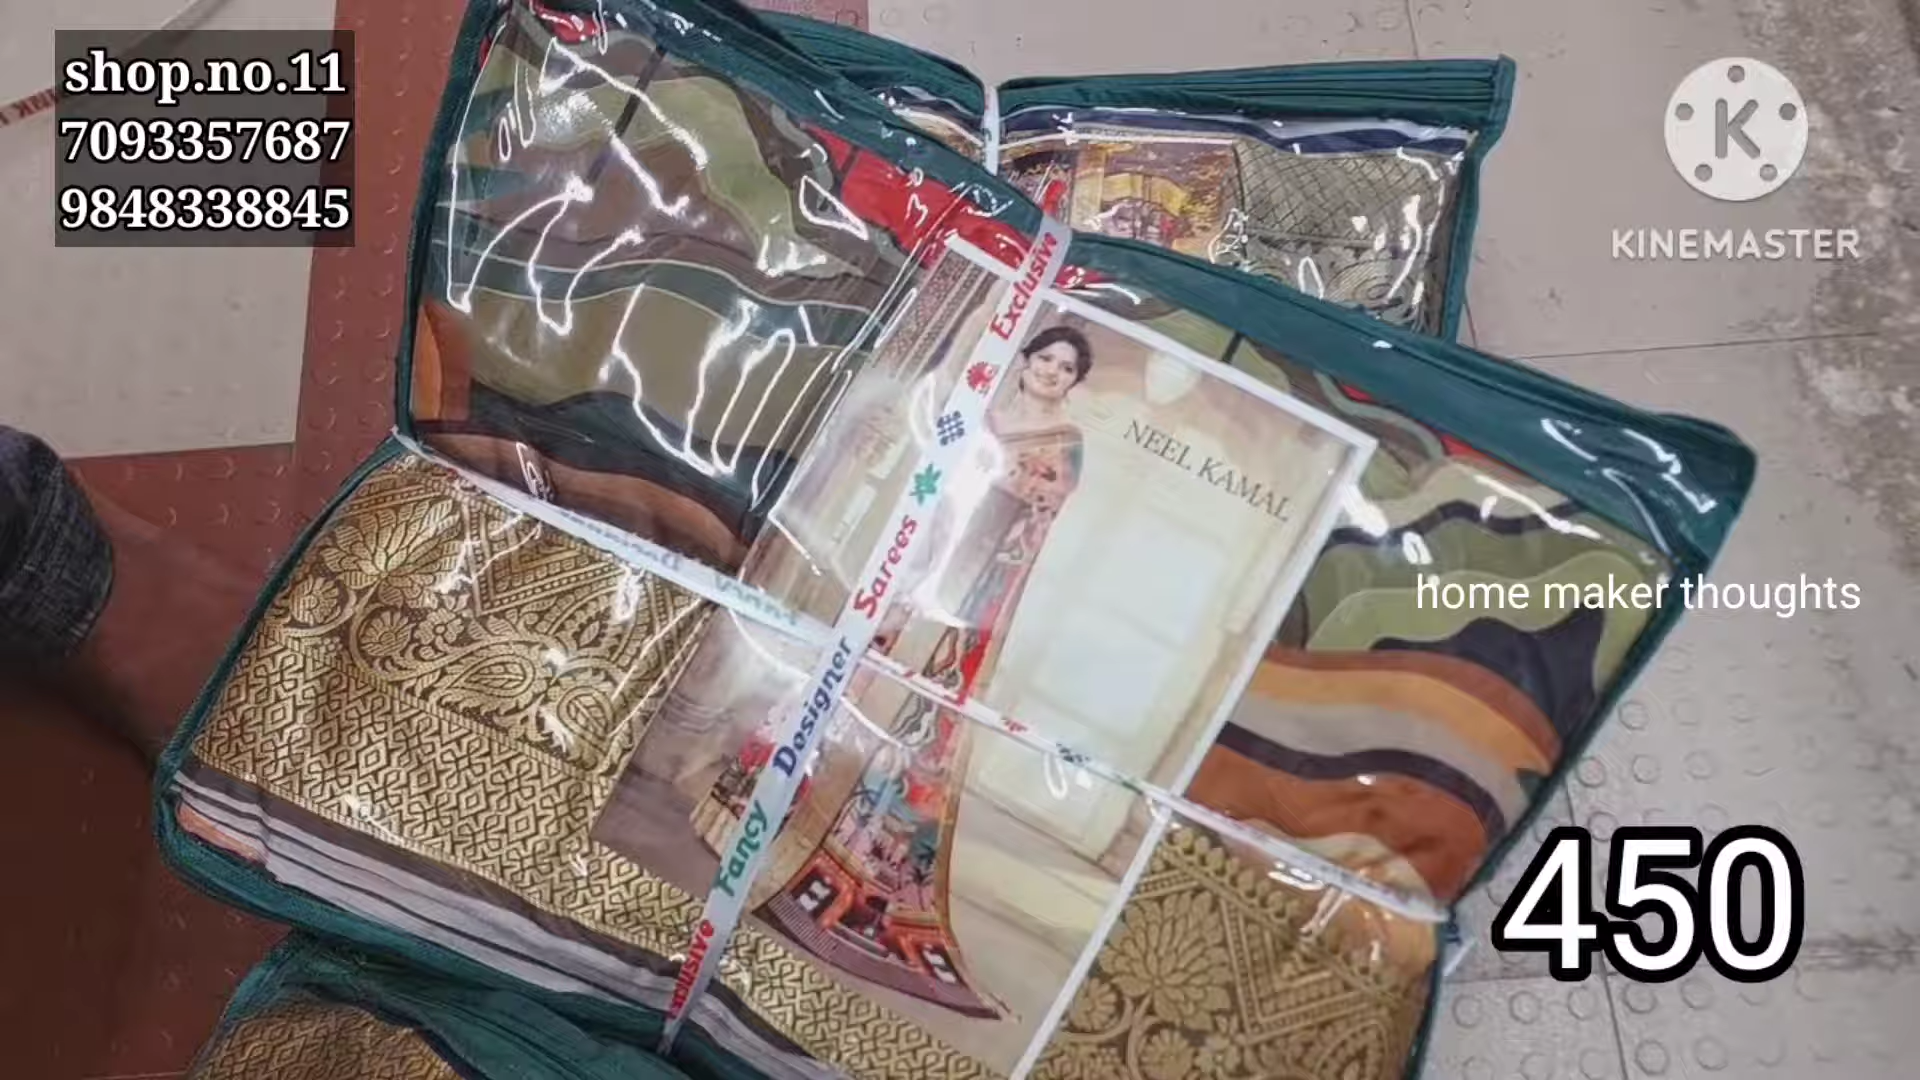 shop.no.11
7093357687
9848338845
KINEMASTER
Exclusive
NEEL KAMAL
Sarees
home maker thoughts
Designer
Fancy
450